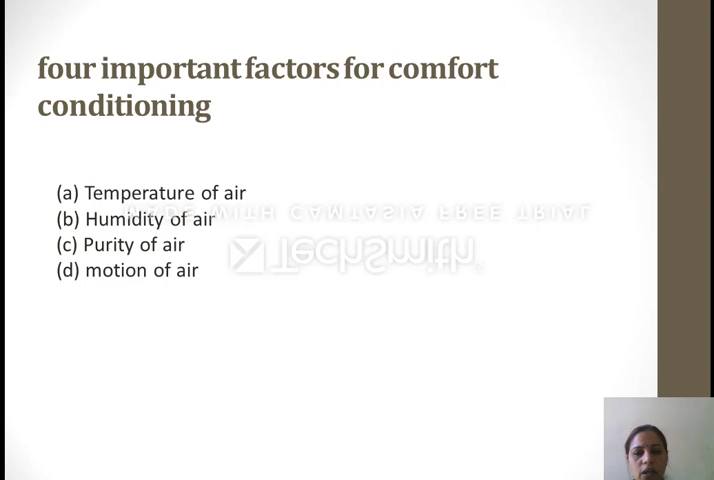 four important factors for comfort
conditioning
(a) Temperature of air
MADE WITH CAMTASIA FREE TRIAL
(b) Humidity of air
(c) Purity of air
TechSmith
(d) motion of air